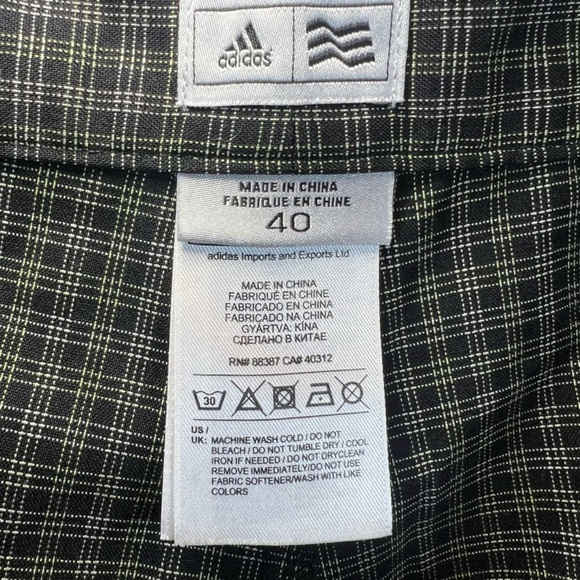 adidas
MADE IN CHINA
FABRIQUE EN CHINE
40
adidas Imports and Exports Ltd
MADE IN CHINA
FABRIQUÉ EN CHINE
FABRICADO EN CHINA
FABRICADO NA CHINA
GYÁRTVA: KÍNA
СДЕЛАНО В КИТАЕ
RN# 88387 CA# 40312
30
US /
UK: MACHINE WASH COLD / DO NOT
BLEACH / DO NOT TUMBLE DRY / COOL
IRON IF NEEDED / DO NOT DRYCLEAN
REMOVE IMMEDIATELY/DO NOT USE
FABRIC SOFTENER/WASH WITH LIKE
COLORS